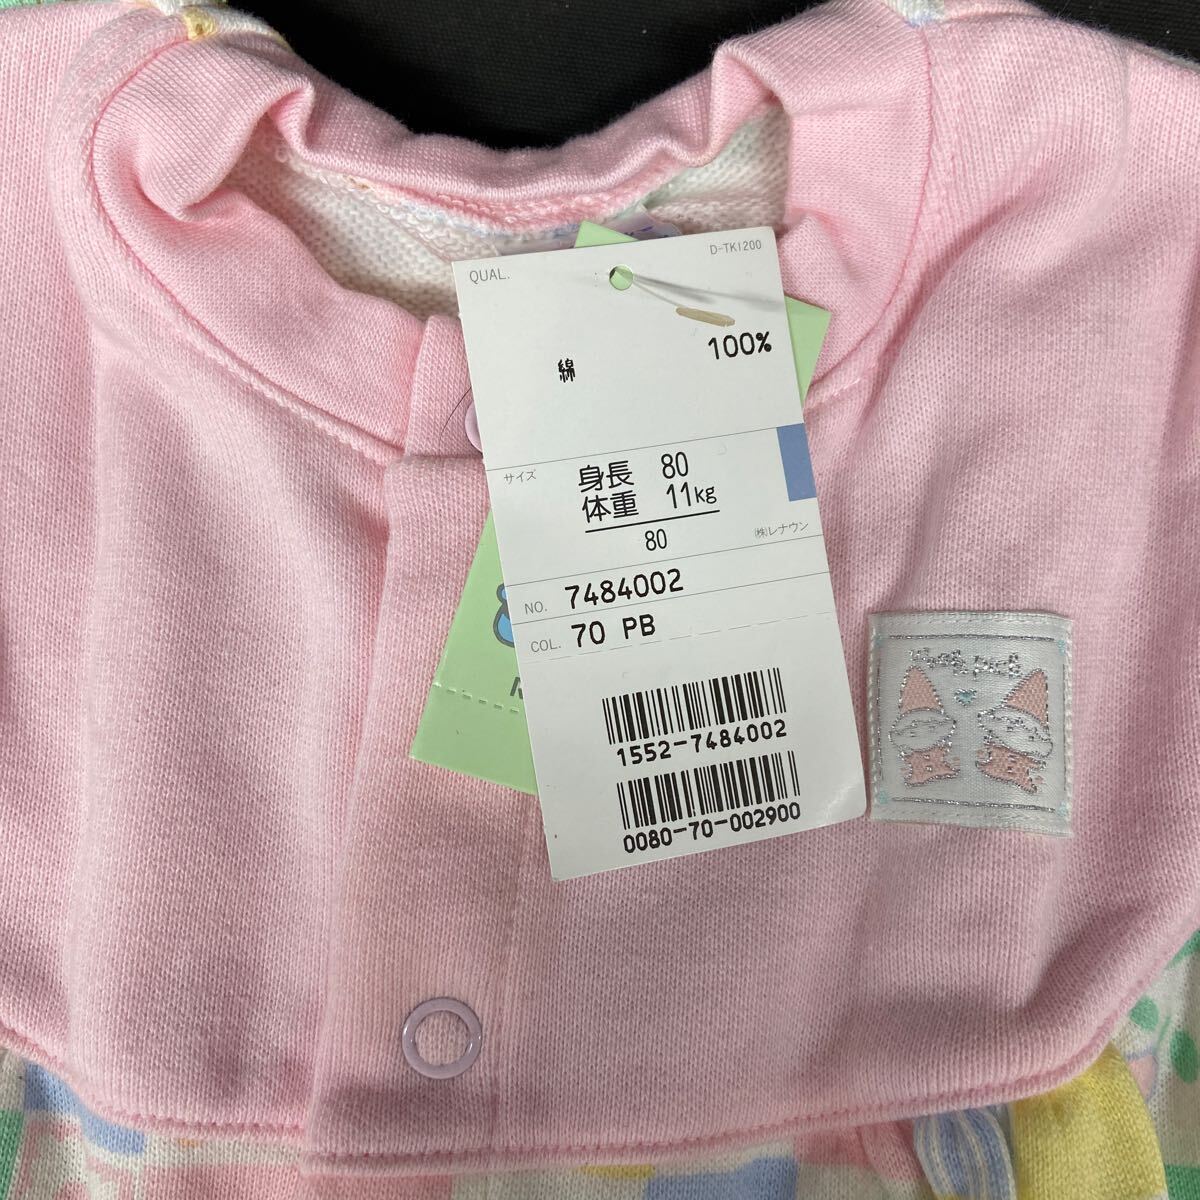 QUAL.
D-TK1200
綿 100%
サイズ
身長 80
体重 11kg
80
㈱レナウン
NO. 7484002
COL. 70 PB
1552-7484002
0080-70-002900